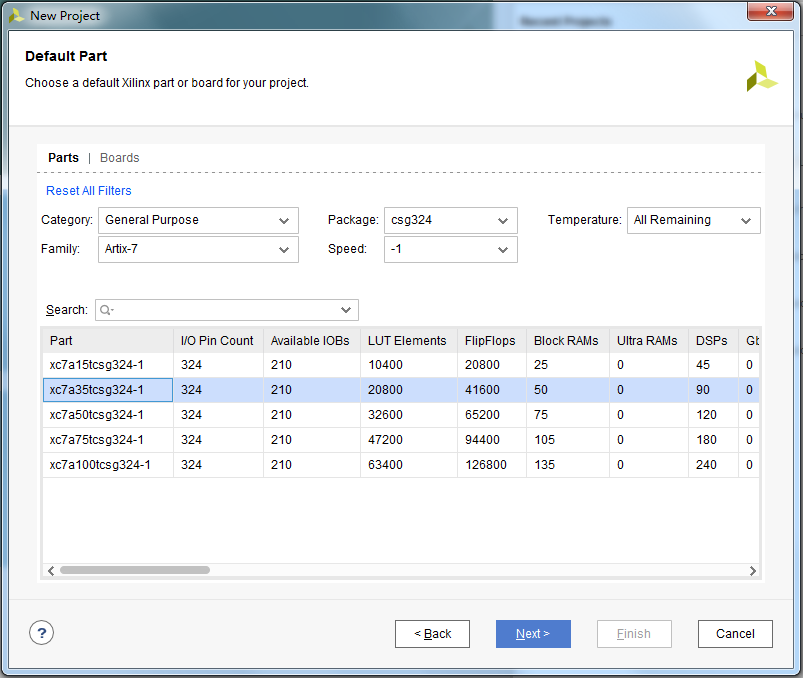 New Project
Recent Projects
Default Part
Choose a default Xilinx part or board for your project.
Parts | Boards
Reset All Filters
Category: General Purpose Package: csg324 Temperature: All Remaining
Family: Artix-7 Speed: -1
Search:
Part I/O Pin Count Available IOBs LUT Elements FlipFlops Block RAMs Ultra RAMs DSPs Gb
xc7a15tcsg324-1 324 210 10400 20800 25 0 45 0
xc7a35tcsg324-1 324 210 20800 41600 50 0 90 0
xc7a50tcsg324-1 324 210 32600 65200 75 0 120 0
xc7a75tcsg324-1 324 210 47200 94400 105 0 180 0
xc7a100tcsg324-1 324 210 63400 126800 135 0 240 0
? < Back Next > Finish Cancel